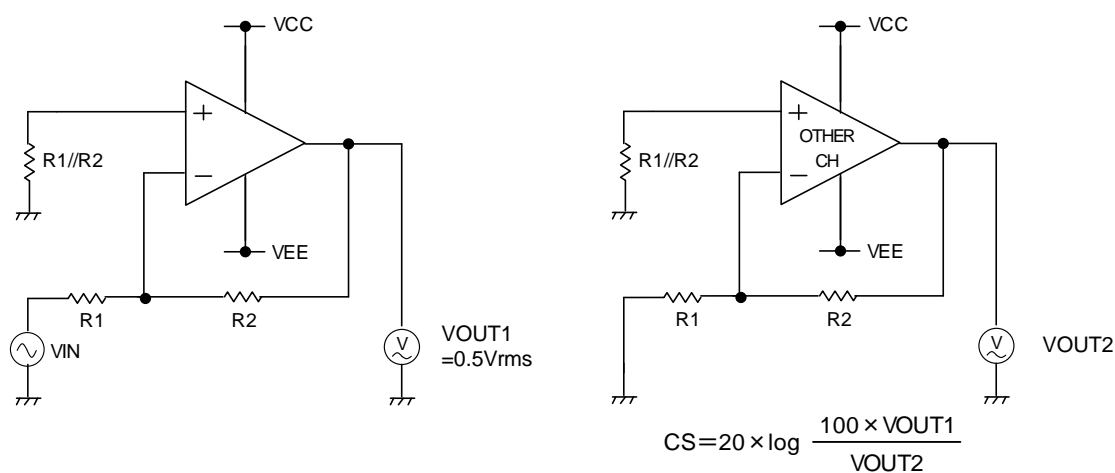 VCC
+
R1//R2
−
VEE
R1
R2
VIN
V
VOUT1
=0.5Vrms
VCC
+
OTHER
CH
R1//R2
−
VEE
R1
R2
V
VOUT2
CS=20×log 100×VOUT1
VOUT2